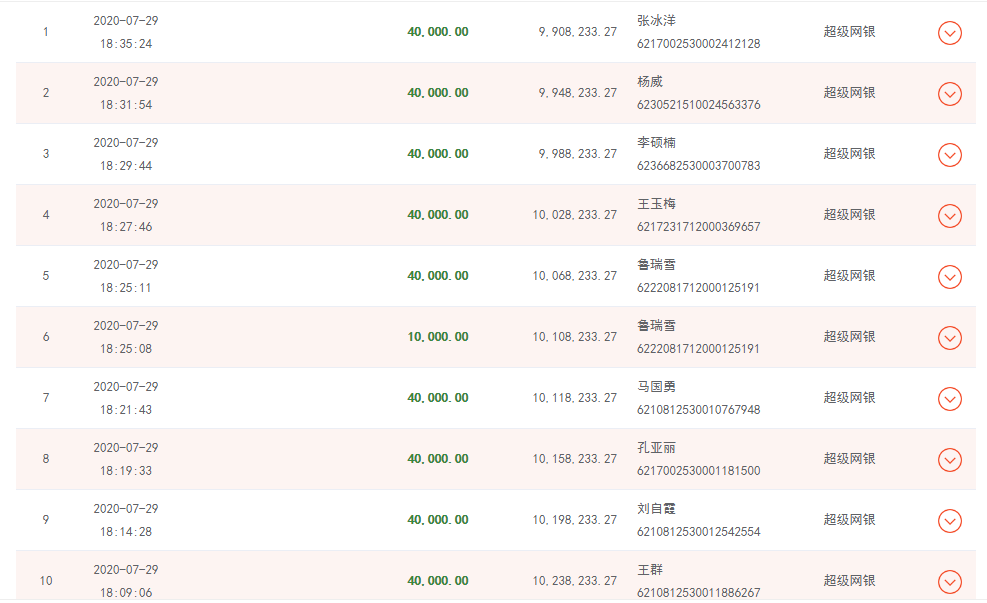 1 2020-07-29 18:35:24 40,000.00 9,908,233.27 张冰洋 6217002530002412128 超级网银
2 2020-07-29 18:31:54 40,000.00 9,948,233.27 杨威 6230521510024563376 超级网银
3 2020-07-29 18:29:44 40,000.00 9,988,233.27 李硕楠 6236682530003700783 超级网银
4 2020-07-29 18:27:46 40,000.00 10,028,233.27 王玉梅 6217231712000369657 超级网银
5 2020-07-29 18:25:11 40,000.00 10,068,233.27 鲁瑞雪 6222081712000125191 超级网银
6 2020-07-29 18:25:08 10,000.00 10,108,233.27 鲁瑞雪 6222081712000125191 超级网银
7 2020-07-29 18:21:43 40,000.00 10,118,233.27 马国勇 6210812530010767948 超级网银
8 2020-07-29 18:19:33 40,000.00 10,158,233.27 孔亚丽 6217002530001181500 超级网银
9 2020-07-29 18:14:28 40,000.00 10,198,233.27 刘自霞 6210812530012542554 超级网银
10 2020-07-29 18:09:06 40,000.00 10,238,233.27 王群 6210812530011886267 超级网银